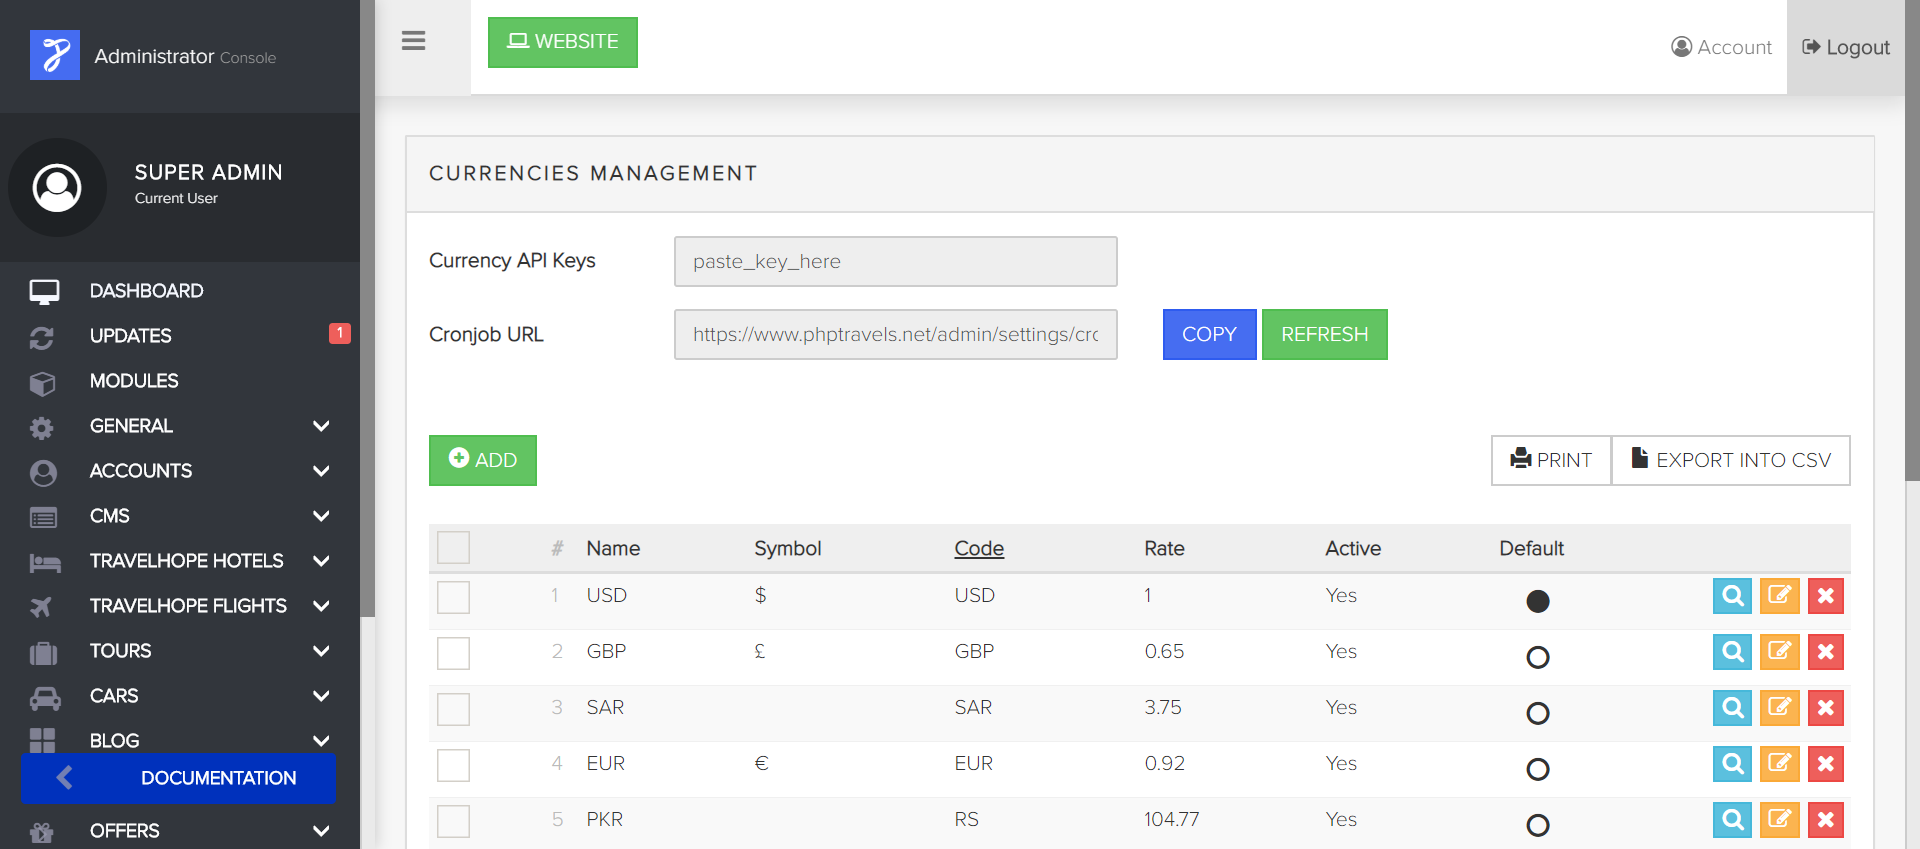 Administrator Console
WEBSITE
Account
Logout
SUPER ADMIN
Current User
DASHBOARD
UPDATES 1
MODULES
GENERAL
ACCOUNTS
CMS
TRAVELHOPE HOTELS
TRAVELHOPE FLIGHTS
TOURS
CARS
BLOG
DOCUMENTATION
OFFERS
CURRENCIES MANAGEMENT
Currency API Keys paste_key_here
Cronjob URL https://www.phptravels.net/admin/settings/crc COPY REFRESH
ADD PRINT EXPORT INTO CSV
# Name Symbol Code Rate Active Default
1 USD $ USD 1 Yes
2 GBP £ GBP 0.65 Yes
3 SAR SAR 3.75 Yes
4 EUR € EUR 0.92 Yes
5 PKR RS 104.77 Yes